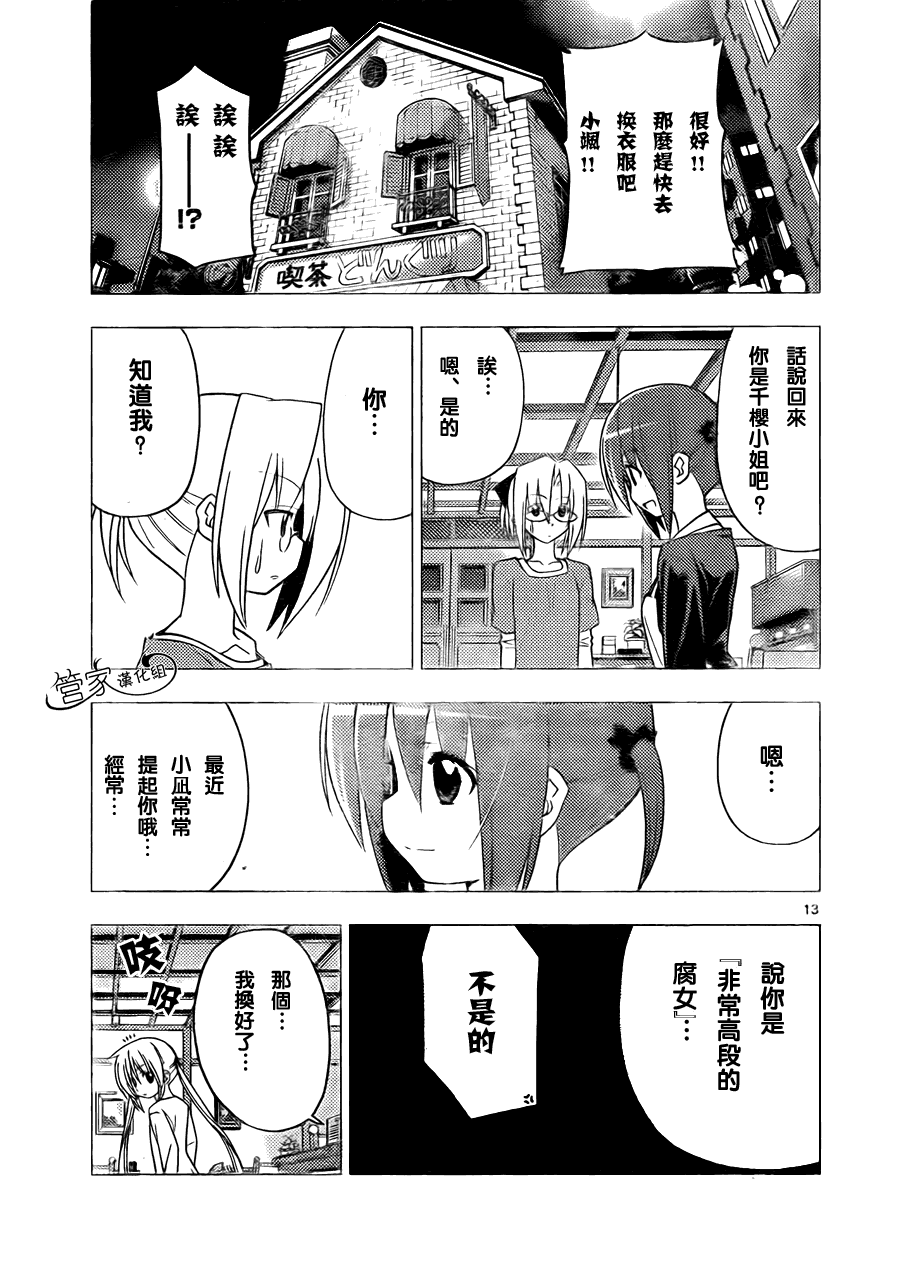 很好!!
那麼趕快去
換衣服吧
小颯!!
誒誒
誒——!?
喫茶どんぐり
話說回來
你是千櫻小姐吧?
誒…
嗯、是的
你…
知道我?
管家
漢化組
嗯…
最近
小凪常常
提起你哦…
經常…
13
說你是
『非常高段的
腐女』…
不是的
那個…
我換好了…
吱
呀